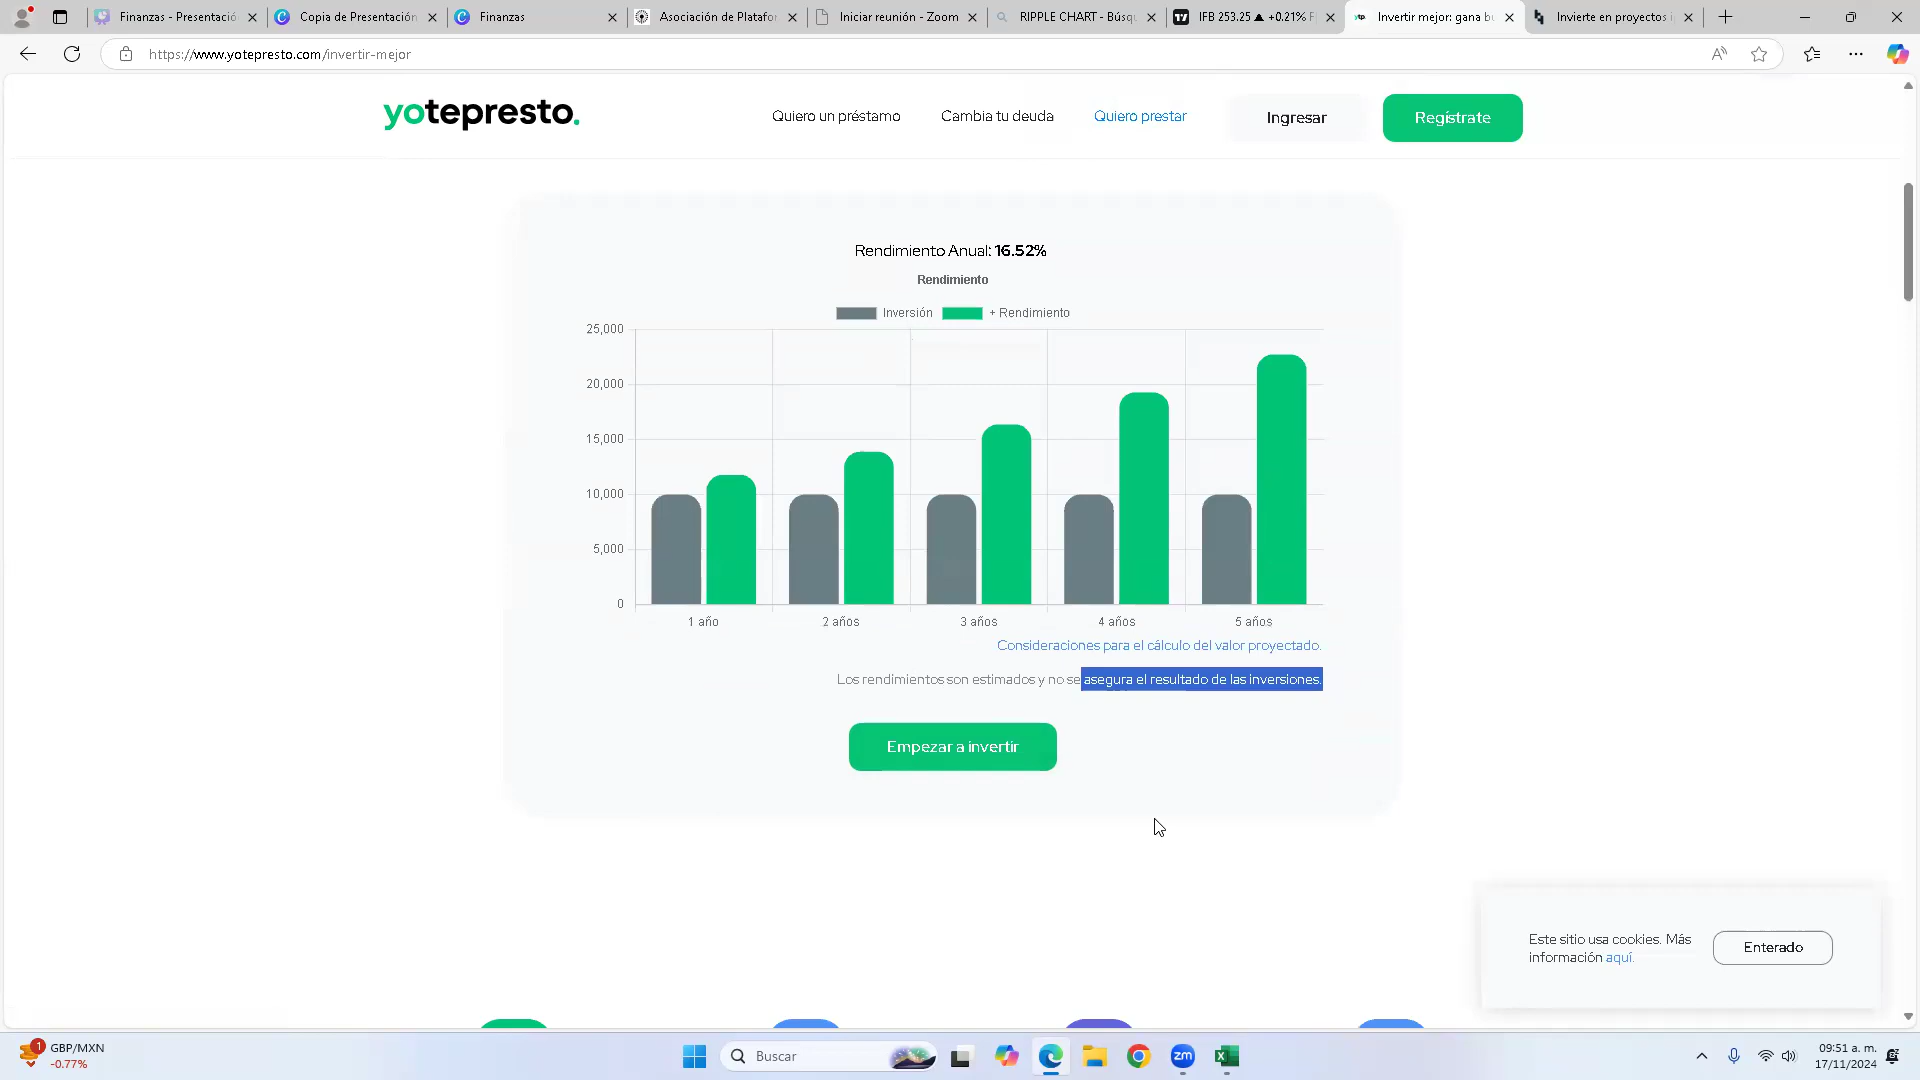 Finanzas - Presentació
Copia de Presentación
Finanzas
Asociación de Platafor
Iniciar reunión - Zoom
RIPPLE CHART - Búsqu
IFB 253.25 ▲ +0.21% F
Invertir mejor: gana bu
Invierte en proyectos i
https://www.yotepresto.com/invertir-mejor
yotepresto.
Quiero un préstamo
Cambia tu deuda
Quiero prestar
Ingresar
Regístrate
Rendimiento Anual: 16.52%
Rendimiento
Inversión
+ Rendimiento
25,000
20,000
15,000
10,000
5,000
0
1 año
2 años
3 años
4 años
5 años
Consideraciones para el cálculo del valor proyectado.
Los rendimientos son estimados y no se asegura el resultado de las inversiones.
Empezar a invertir
Este sitio usa cookies. Más
información aquí.
Enterado
1
GBP/MXN
-0.77%
Buscar
zm
09:51 a. m.
17/11/2024